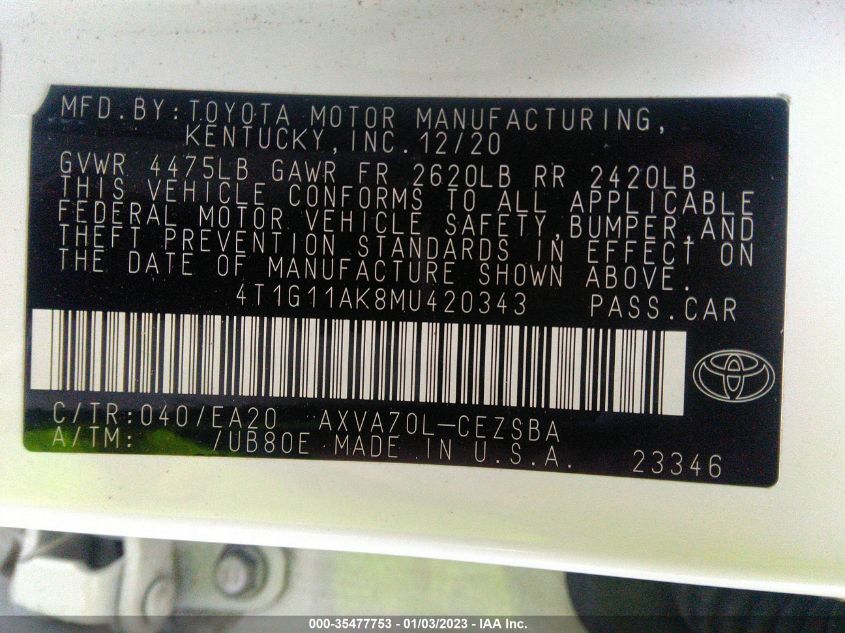 MFD. BY: TOYOTA MOTOR MANUFACTURING,
KENTUCKY, INC. 12/20
GVWR 4475LB GAWR FR 2620LB RR 2420LB
THIS VEHICLE CONFORMS TO ALL APPLICABLE
FEDERAL MOTOR VEHICLE SAFETY, BUMPER, AND
THEFT PREVENTION STANDARDS IN EFFECT ON
THE DATE OF MANUFACTURE SHOWN ABOVE.
4T1G11AK8MU420343 PASS.CAR
C/TR: 040/EA20 AXVA70L-CEZSBA
A/TM: /UB80E MADE IN U.S.A. 23346
000-35477753 - 01/03/2023 - IAA Inc.